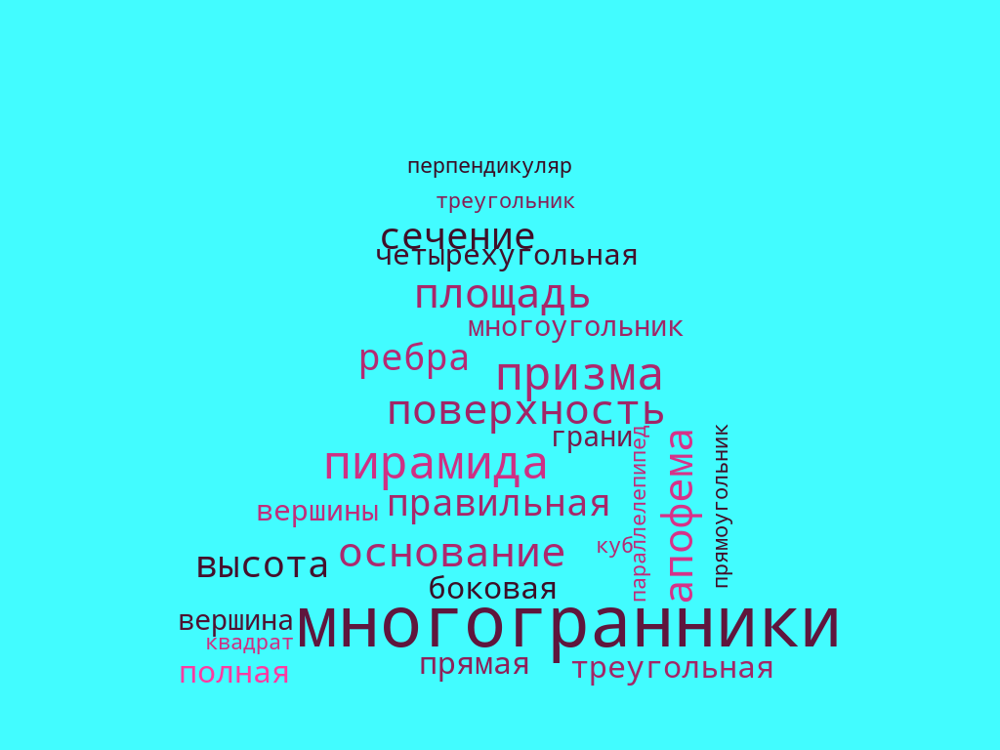 перпендикуляр
треугольник
сечение
четырехугольная
площадь
многоугольник
ребра
призма
поверхность
грани
параллелепипед
апофема
прямоугольник
пирамида
вершины
правильная
основание
куб
высота
боковая
вершина
многогранники
квадрат
полная
прямая
треугольная